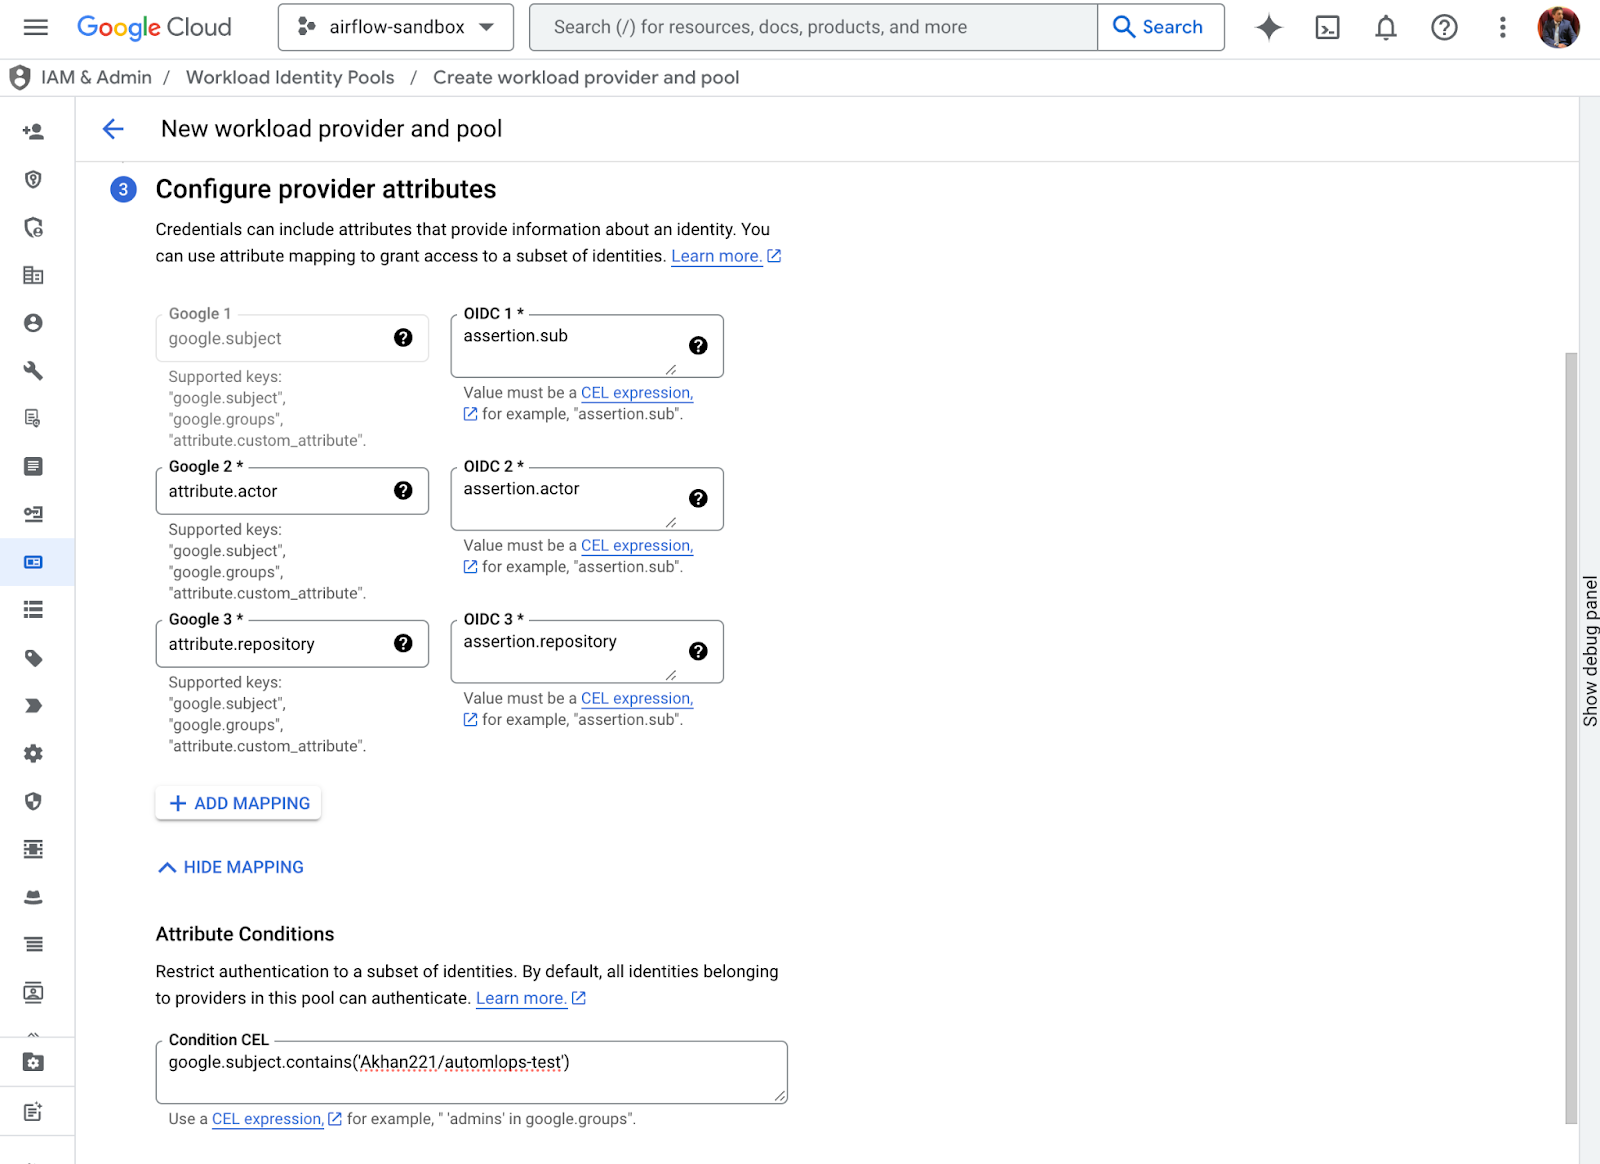 Google Cloud
airflow-sandbox
Search (/) for resources, docs, products, and more
Search
IAM & Admin / Workload Identity Pools / Create workload provider and pool
New workload provider and pool
3 Configure provider attributes
Credentials can include attributes that provide information about an identity. You
can use attribute mapping to grant access to a subset of identities. Learn more.
Google 1
google.subject
Supported keys:
"google.subject",
"google.groups",
"attribute.custom_attribute".
OIDC 1 *
assertion.sub
Value must be a CEL expression,
for example, "assertion.sub".
Google 2 *
attribute.actor
Supported keys:
"google.subject",
"google.groups",
"attribute.custom_attribute".
OIDC 2 *
assertion.actor
Value must be a CEL expression,
for example, "assertion.sub".
Google 3 *
attribute.repository
Supported keys:
"google.subject",
"google.groups",
"attribute.custom_attribute".
OIDC 3 *
assertion.repository
Value must be a CEL expression,
for example, "assertion.sub".
ADD MAPPING
HIDE MAPPING
Attribute Conditions
Restrict authentication to a subset of identities. By default, all identities belonging
to providers in this pool can authenticate. Learn more.
Condition CEL
google.subject.contains('Akhan221/automlops-test')
Use a CEL expression, for example, " 'admins' in google.groups".
Show debug panel